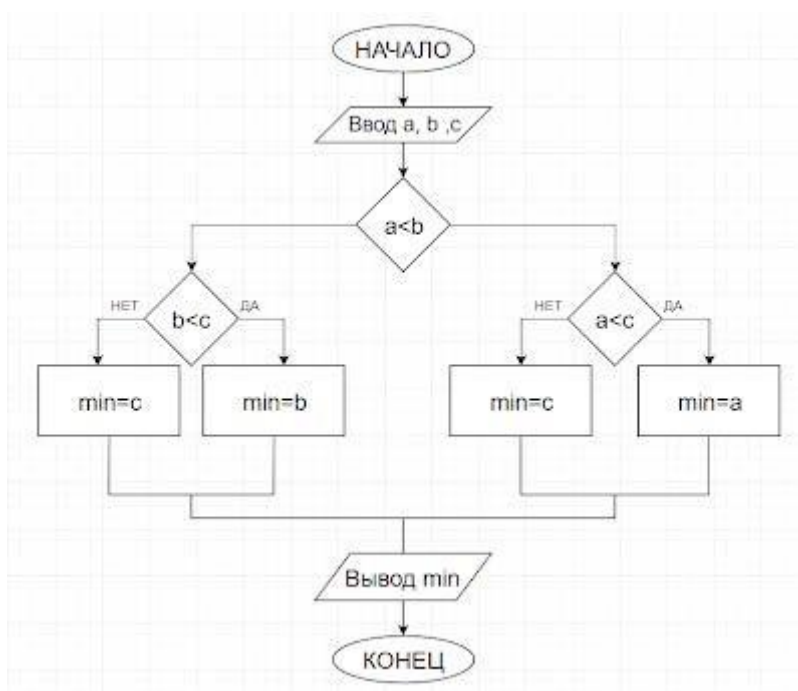 НАЧАЛО
Ввод a, b ,c
a<b
НЕТ
b<c
ДА
НЕТ
a<c
ДА
min=c
min=b
min=c
min=a
Вывод min
КОНЕЦ